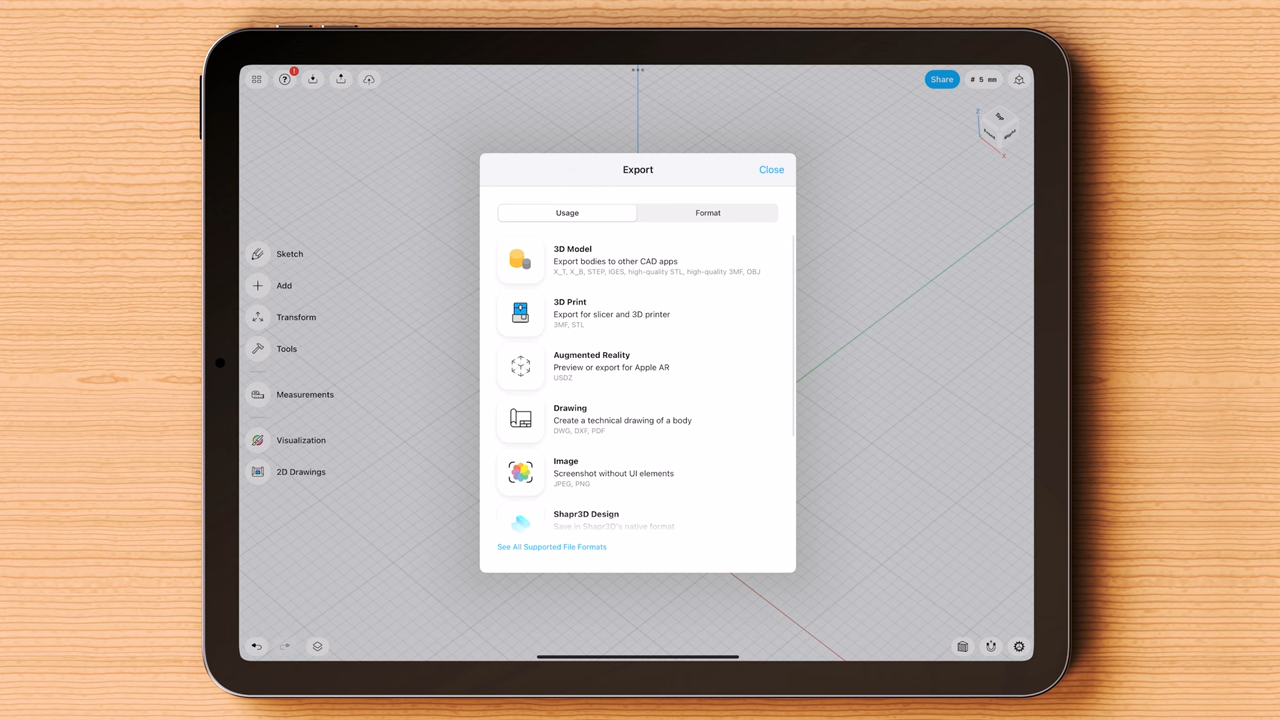 1
Share
# 5 mm
Top
Front
Right
Z
X
Export
Close
Usage
Format
Sketch
Add
Transform
Tools
Measurements
Visualization
2D Drawings
3D Model
Export bodies to other CAD apps
X_T, X_B, STEP, IGES, high-quality STL, high-quality 3MF, OBJ
3D Print
Export for slicer and 3D printer
3MF, STL
Augmented Reality
Preview or export for Apple AR
USDZ
Drawing
Create a technical drawing of a body
DWG, DXF, PDF
Image
Screenshot without UI elements
JPEG, PNG
Shapr3D Design
Save in Shapr3D's native format
See All Supported File Formats